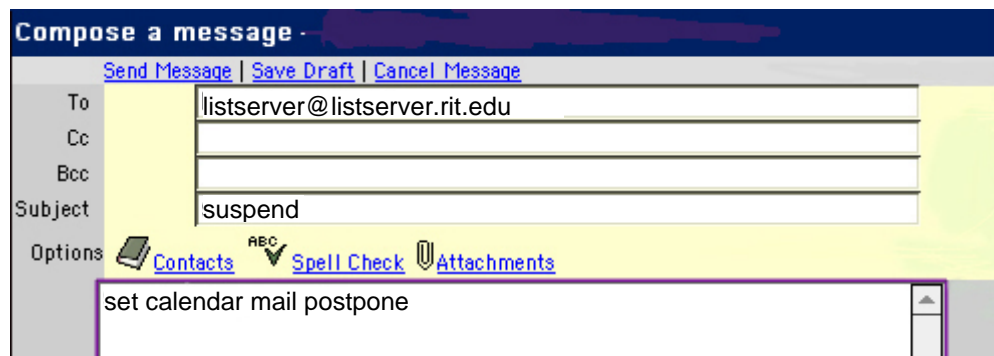 Compose a message -
Send Message | Save Draft | Cancel Message
To listserver@listserver.rit.edu
Cc
Bcc
Subject suspend
Options Contacts ABC Spell Check Attachments
set calendar mail postpone